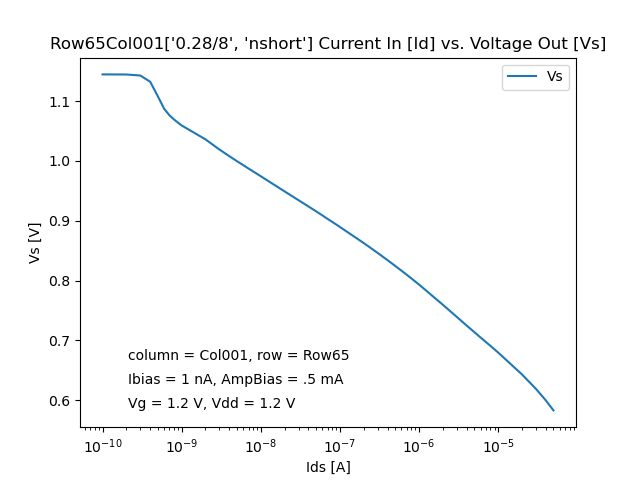 Row65Col001['0.28/8', 'nshort'] Current In [Id] vs. Voltage Out [Vs]
Vs
1.1
1.0
0.9
0.8
0.7
0.6
Vs [V]
column = Col001, row = Row65
Ibias = 1 nA, AmpBias = .5 mA
Vg = 1.2 V, Vdd = 1.2 V
10⁻¹⁰ 10⁻⁹ 10⁻⁸ 10⁻⁷ 10⁻⁶ 10⁻⁵
Ids [A]